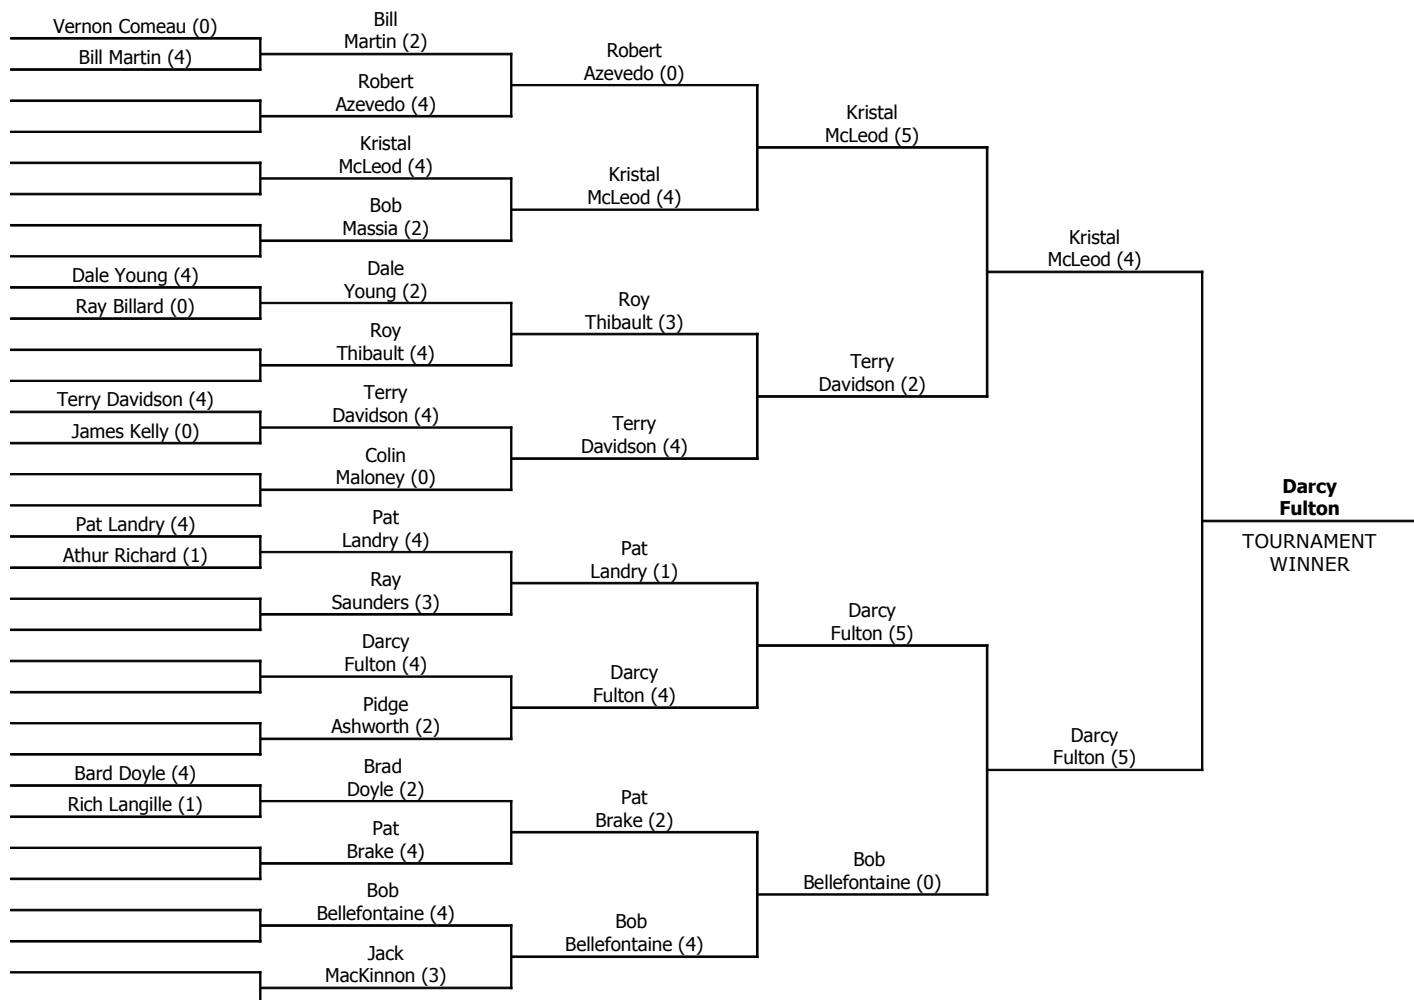 Vernon Comeau (0)
Bill Martin (4)
Dale Young (4)
Ray Billard (0)
Terry Davidson (4)
James Kelly (0)
Pat Landry (4)
Athur Richard (1)
Bard Doyle (4)
Rich Langille (1)
Bill
Martin (2)
Robert
Azevedo (4)
Kristal
McLeod (4)
Bob
Massia (2)
Dale
Young (2)
Roy
Thibault (4)
Terry
Davidson (4)
Colin
Maloney (0)
Pat
Landry (4)
Ray
Saunders (3)
Darcy
Fulton (4)
Pidge
Ashworth (2)
Brad
Doyle (2)
Pat
Brake (4)
Bob
Bellefontaine (4)
Jack
MacKinnon (3)
Robert
Azevedo (0)
Kristal
McLeod (4)
Roy
Thibault (3)
Terry
Davidson (4)
Pat
Landry (1)
Darcy
Fulton (4)
Pat
Brake (2)
Bob
Bellefontaine (4)
Kristal
McLeod (5)
Terry
Davidson (2)
Darcy
Fulton (5)
Bob
Bellefontaine (0)
Kristal
McLeod (4)
Darcy
Fulton (5)
Darcy
Fulton
TOURNAMENT
WINNER